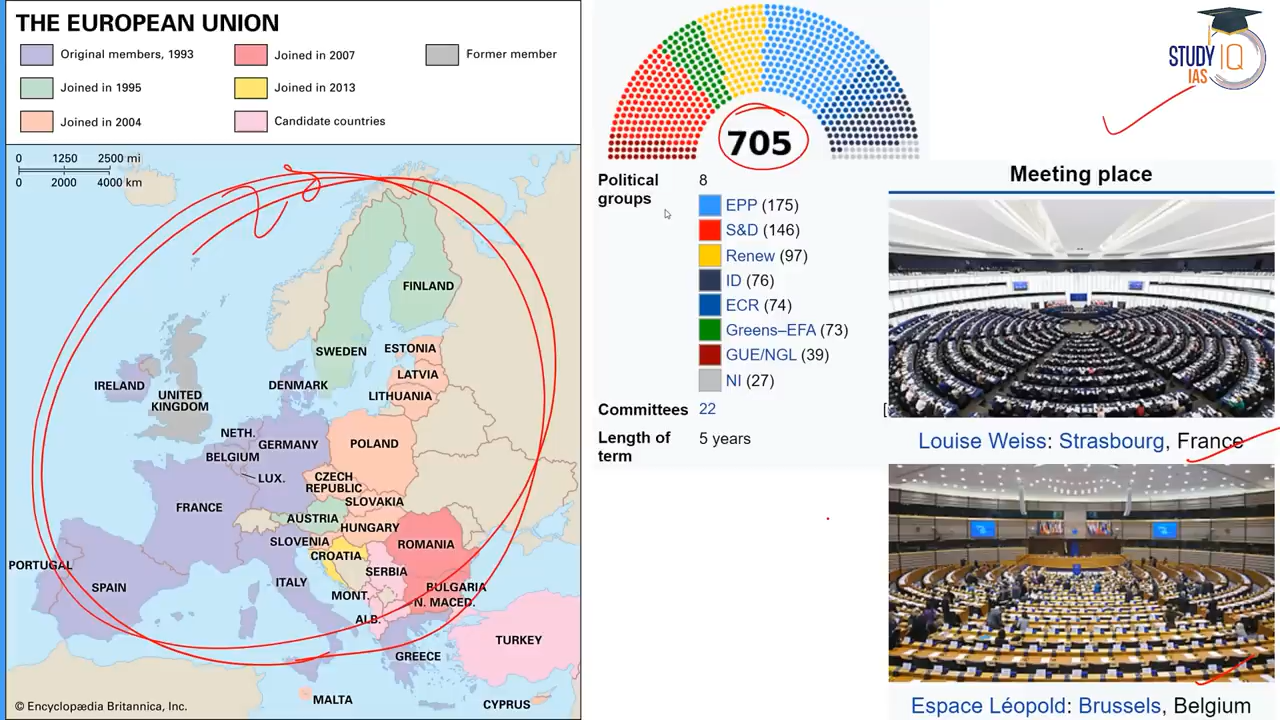 THE EUROPEAN UNION
Original members, 1993
Joined in 1995
Joined in 2004
Joined in 2007
Joined in 2013
Candidate countries
Former member
0 1250 2500 mi
0 2000 4000 km
FINLAND
SWEDEN
ESTONIA
LATVIA
LITHUANIA
DENMARK
IRELAND
UNITED
KINGDOM
NETH.
BELGIUM
GERMANY
POLAND
LUX.
CZECH
REPUBLIC
SLOVAKIA
FRANCE
AUSTRIA
HUNGARY
SLOVENIA
CROATIA
ROMANIA
PORTUGAL
SPAIN
ITALY
SERBIA
BULGARIA
MONT.
N. MACED.
ALB.
TURKEY
GREECE
MALTA
CYPRUS
© Encyclopædia Britannica, Inc.
705
Political
groups
8
EPP (175)
S&D (146)
Renew (97)
ID (76)
ECR (74)
Greens–EFA (73)
GUE/NGL (39)
NI (27)
Committees 22
Length of
term
5 years
STUDY IQ
IAS
Meeting place
[
Louise Weiss: Strasbourg, France
Espace Léopold: Brussels, Belgium